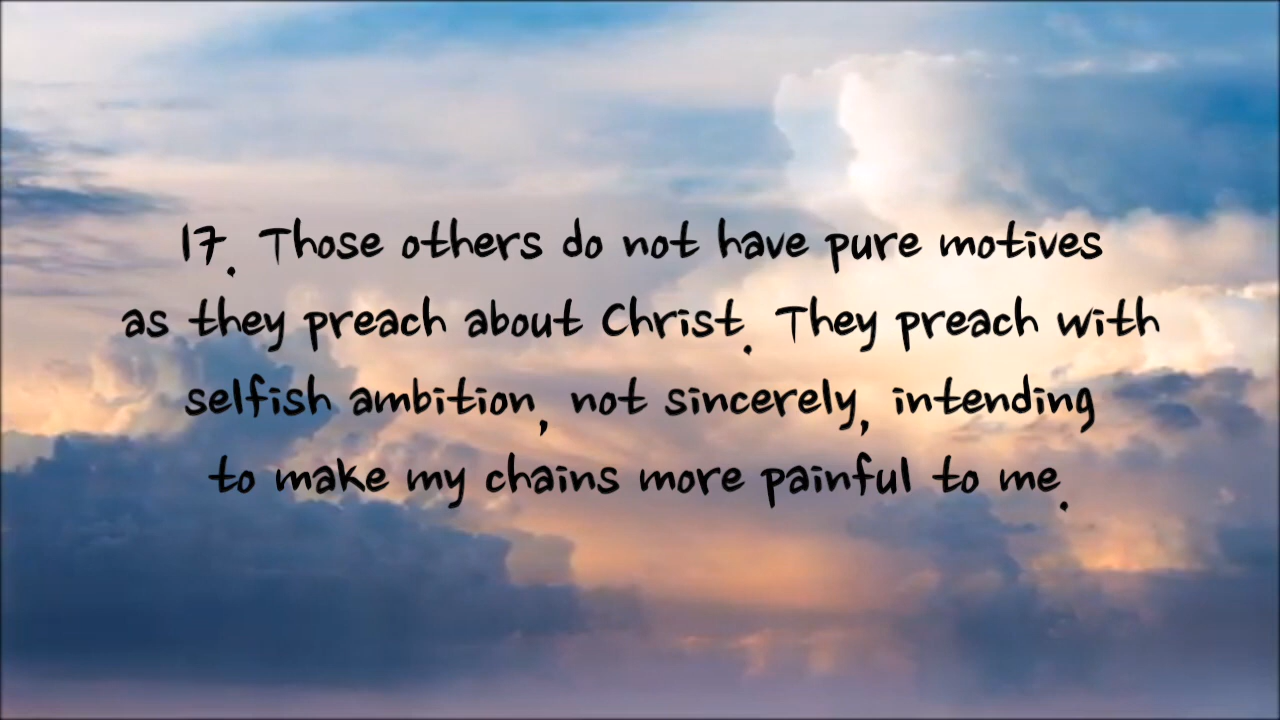 17. Those others do not have pure motives
as they preach about Christ. They preach with
selfish ambition, not sincerely, intending
to make my chains more painful to me.